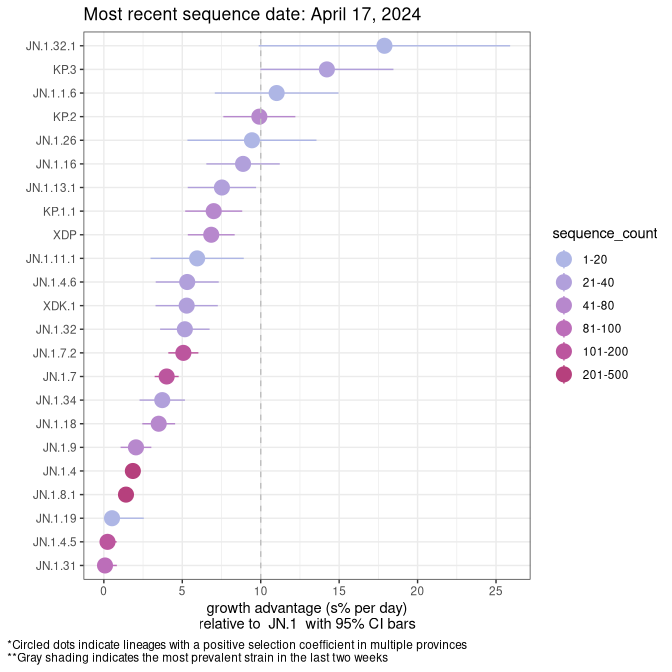 Most recent sequence date: April 17, 2024
JN.1.32.1
KP.3
JN.1.1.6
KP.2
JN.1.26
JN.1.16
JN.1.13.1
KP.1.1
XDP
JN.1.11.1
JN.1.4.6
XDK.1
JN.1.32
JN.1.7.2
JN.1.7
JN.1.34
JN.1.18
JN.1.9
JN.1.4
JN.1.8.1
JN.1.19
JN.1.4.5
JN.1.31
0 5 10 15 20 25
growth advantage (s% per day)
relative to JN.1 with 95% CI bars
sequence_count
1-20
21-40
41-80
81-100
101-200
201-500
*Circled dots indicate lineages with a positive selection coefficient in multiple provinces
**Gray shading indicates the most prevalent strain in the last two weeks